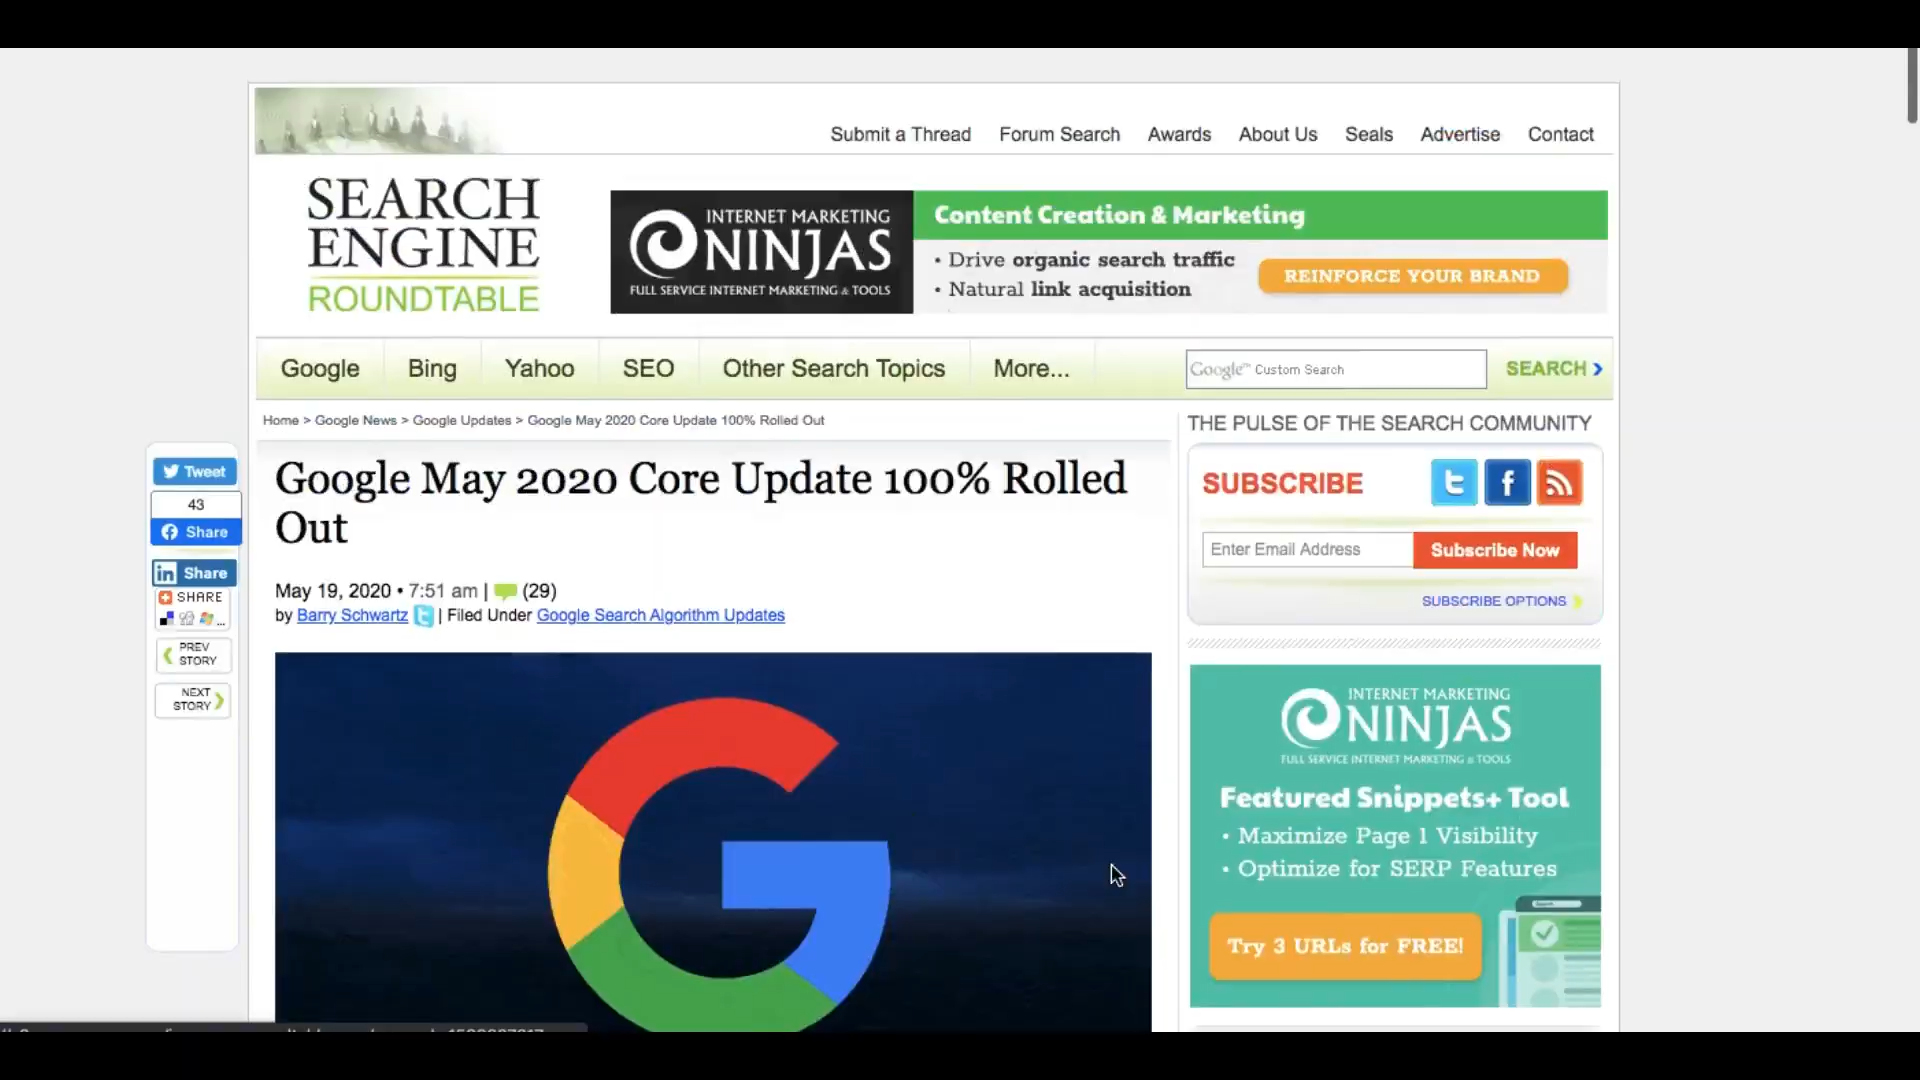 Submit a Thread Forum Search Awards About Us Seals Advertise Contact
SEARCH
ENGINE
ROUNDTABLE
INTERNET MARKETING
NINJAS
FULL SERVICE INTERNET MARKETING & TOOLS
Content Creation & Marketing
• Drive organic search traffic
• Natural link acquisition
REINFORCE YOUR BRAND
Google Bing Yahoo SEO Other Search Topics More...
Google™ Custom Search
SEARCH
Home > Google News > Google Updates > Google May 2020 Core Update 100% Rolled Out
Tweet
43
Share
in Share
SHARE
...
PREV
STORY
NEXT
STORY
Google May 2020 Core Update 100% Rolled
Out
May 19, 2020 • 7:51 am | (29)
by Barry Schwartz | Filed Under Google Search Algorithm Updates
THE PULSE OF THE SEARCH COMMUNITY
SUBSCRIBE
Enter Email Address
Subscribe Now
SUBSCRIBE OPTIONS
INTERNET MARKETING
NINJAS
FULL SERVICE INTERNET MARKETING & TOOLS
Featured Snippets+ Tool
• Maximize Page 1 Visibility
• Optimize for SERP Features
Try 3 URLs for FREE!